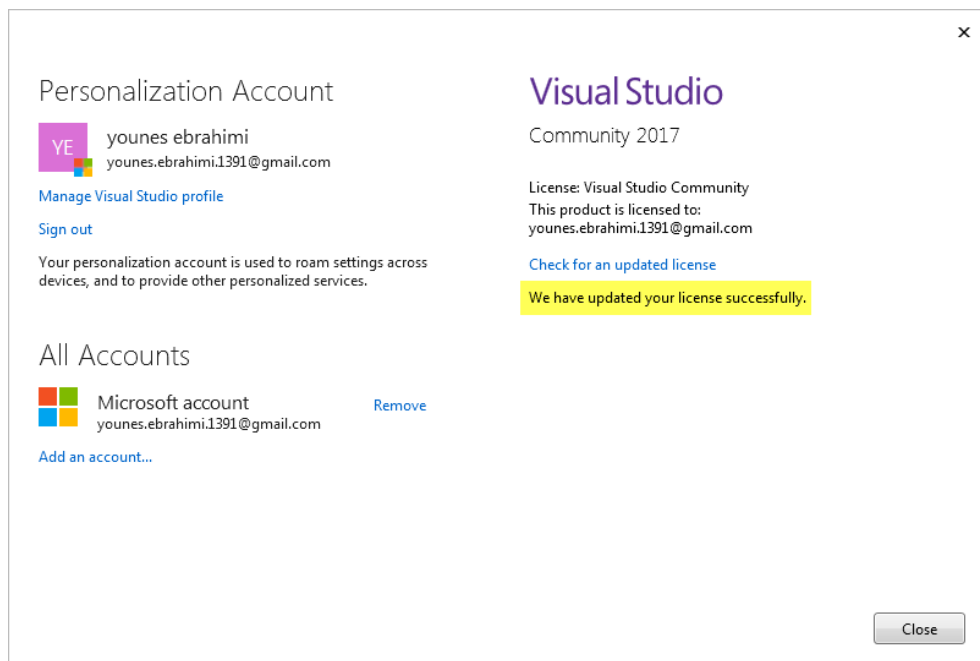 Personalization Account
YE
younes ebrahimi
younes.ebrahimi.1391@gmail.com
Manage Visual Studio profile
Sign out
Your personalization account is used to roam settings across
devices, and to provide other personalized services.
All Accounts
Microsoft account
younes.ebrahimi.1391@gmail.com
Remove
Add an account...
Visual Studio
Community 2017
License: Visual Studio Community
This product is licensed to:
younes.ebrahimi.1391@gmail.com
Check for an updated license
We have updated your license successfully.
Close